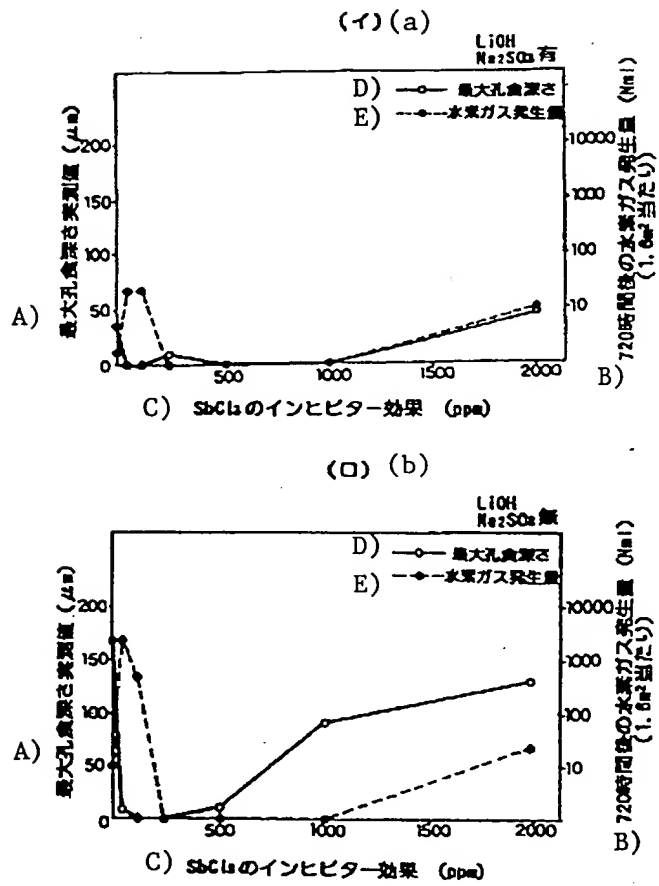 (イ) (a)
LiOH
Na₂SO₃ 有
D) 最大孔食深さ
E) 水素ガス発生量
A) 最大孔食深さ実測値 (μm)
200
150
100
50
0
10000
1000
100
10
B) 720時間後の水素ガス発生量 (Nml)
(1.6m²当たり)
0 500 1000 1500 2000
C) SbCl₃のインヒビター効果 (ppm)
(ロ) (b)
LiOH
Na₂SO₃ 無
D) 最大孔食深さ
E) 水素ガス発生量
A) 最大孔食深さ実測値 (μm)
200
150
100
50
0
10000
1000
100
10
B) 720時間後の水素ガス発生量 (Nml)
(1.6m²当たり)
500 1000 1500 2000
C) SbCl₃のインヒビター効果 (ppm)